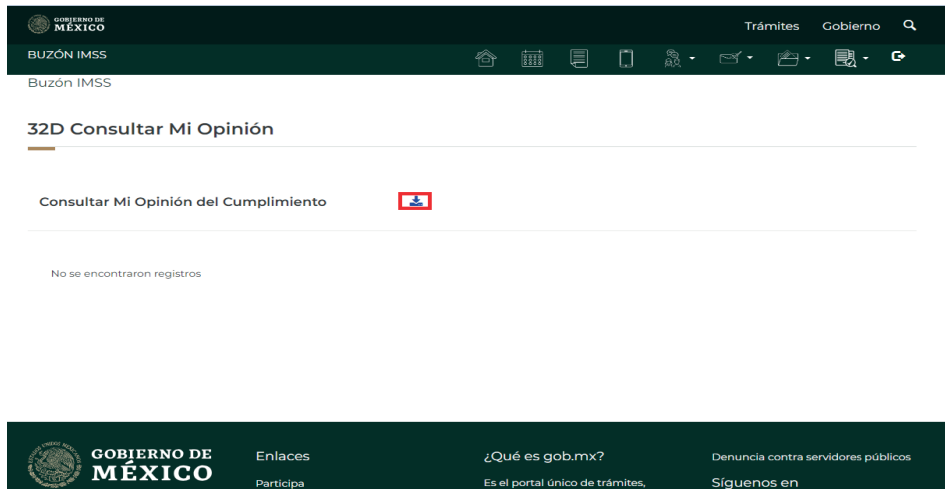 GOBIERNO DE
MÉXICO
Trámites Gobierno
BUZÓN IMSS
Buzón IMSS
32D Consultar Mi Opinión
Consultar Mi Opinión del Cumplimiento
No se encontraron registros
GOBIERNO DE
MÉXICO
Enlaces
Participa
¿Qué es gob.mx?
Es el portal único de trámites,
Denuncia contra servidores públicos
Síguenos en